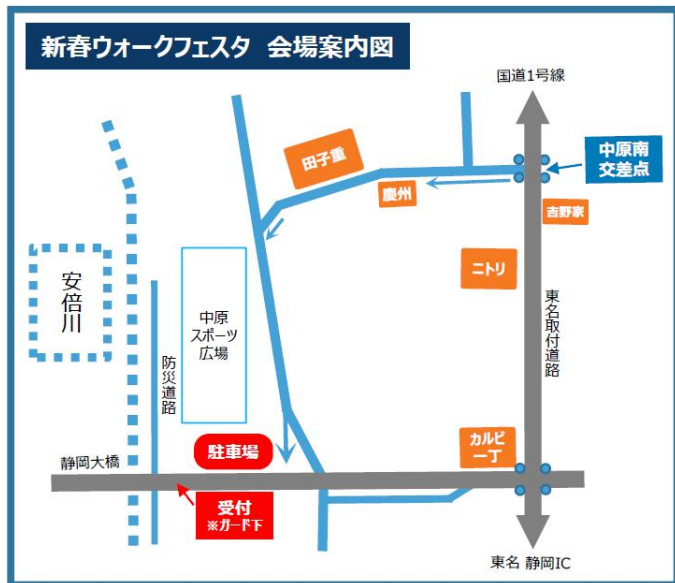 新春ウォークフェスタ 会場案内図
国道1号線
中原南
交差点
田子重
慶州
吉野家
ニトリ
安倍川
中原
スポーツ
広場
東名取付道路
防災道路
カルビ
一丁
駐車場
静岡大橋
受付
※ガード下
東名 静岡IC